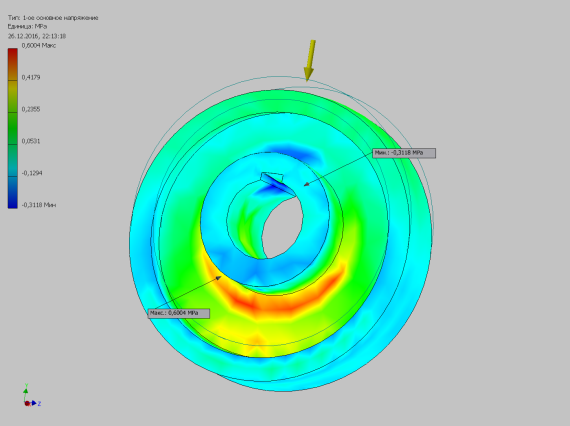 Тип: 1-ое основное напряжение
Единица: MPa
26.12.2016, 22:13:18
0,6004 Макс
0,4179
0,2355
0,0531
-0,1294
-0,3118 Мин
Мин.: -0,3118 MPa
Макс.: 0,6004 MPa
Z